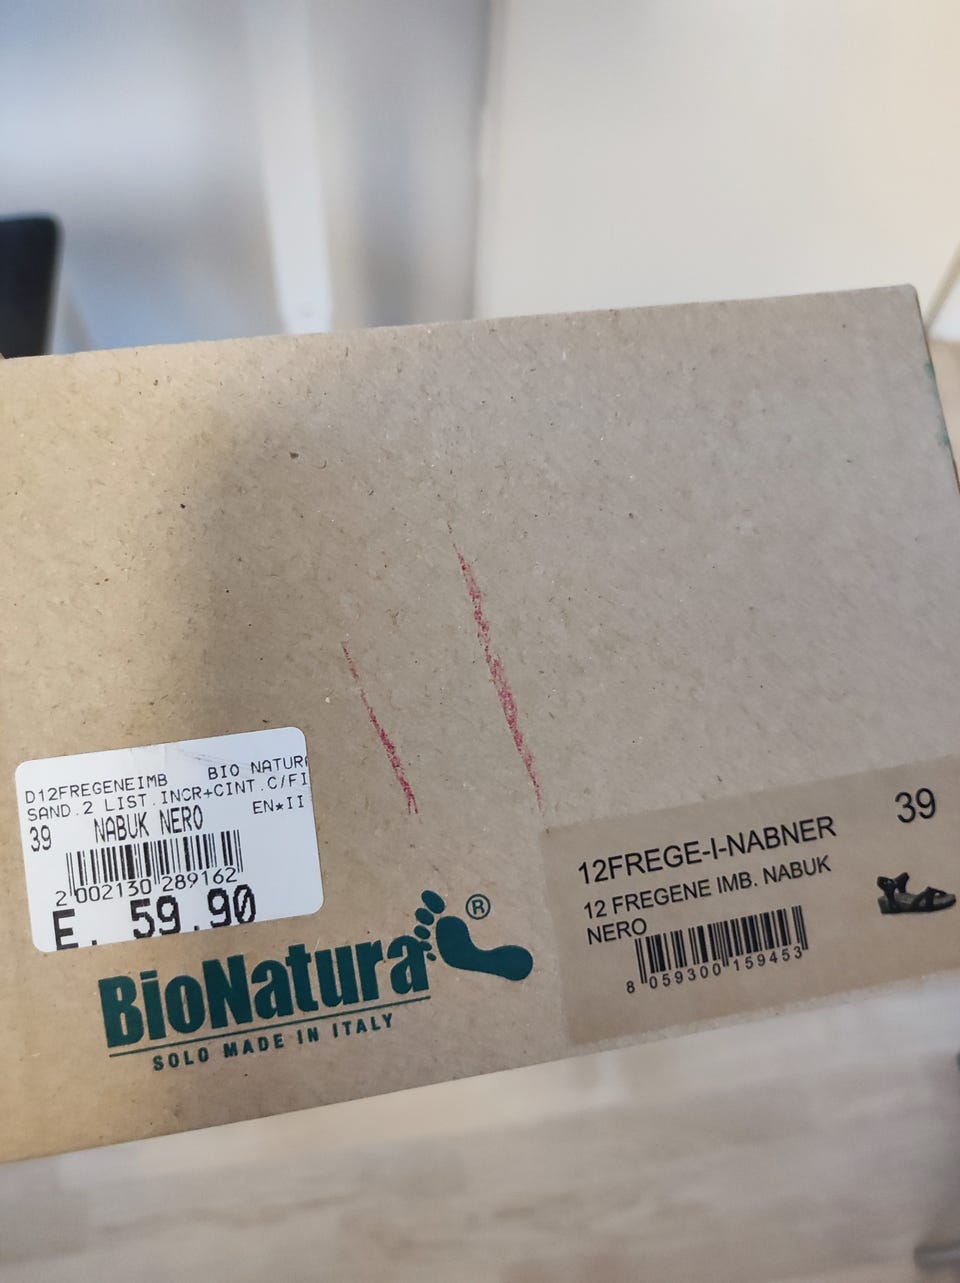 D12FREGENEIMB BIO NATUR
SAND.2 LIST.INCR+CINT.C/FI
39 NABUK NERO EN*II
2 002130 289162
E. 59.90
BioNatura®
SOLO MADE IN ITALY
12FREGE-I-NABNER 39
12 FREGENE IMB. NABUK
NERO
8 059300 159453